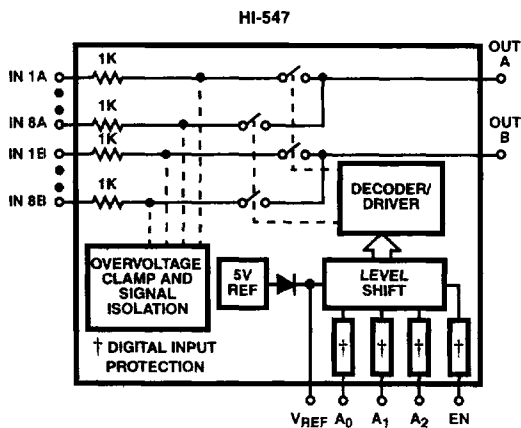 HI-547
OUT
A
1K
IN 1A
1K
IN 8A
OUT
B
1K
IN 1B
1K
IN 8B
DECODER/
DRIVER
OVERVOLTAGE
CLAMP AND
SIGNAL
ISOLATION
5V
REF
LEVEL
SHIFT
† DIGITAL INPUT
PROTECTION
† † † †
VREF A0 A1 A2 EN